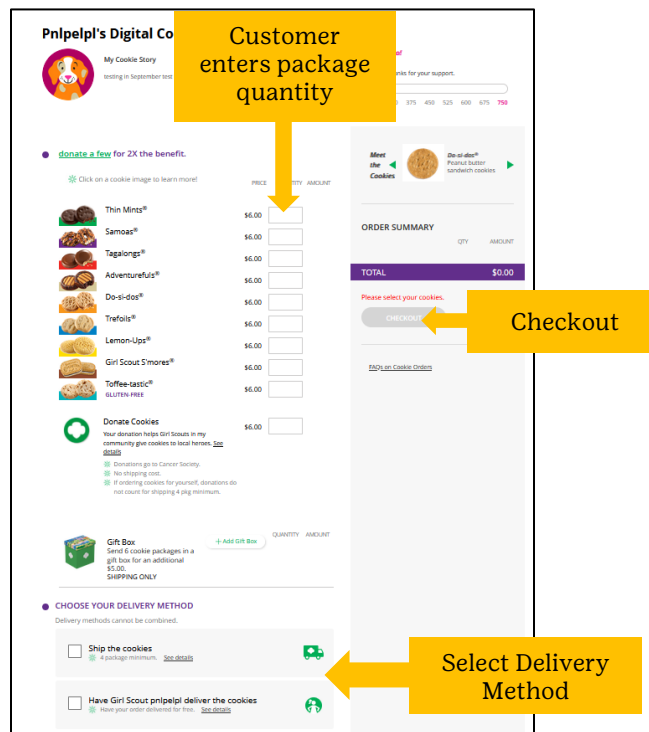 Pnlpelpl's Digital Co
Customer
enters package
quantity
My Cookie Story
testing in September test
for your support.
375 450 525 600 675 750
donate a few for 2X the benefit.
Click on a cookie image to learn more!
PRICE
AMOUNT
Thin Mints® $6.00
Samoas® $6.00
Tagalongs® $6.00
Adventurefuls® $6.00
Do-si-dos® $6.00
Trefoils® $6.00
Lemon-Ups® $6.00
Girl Scout S'mores® $6.00
Toffee-tastic® $6.00
GLUTEN-FREE
Donate Cookies $6.00
Your donation helps Girl Scouts in my
community give cookies to local heroes. See
details
Donations go to Cancer Society.
No shipping cost.
If ordering cookies for yourself, donations do
not count for shipping 4 pkg minimum.
QUANTITY AMOUNT
Gift Box + Add Gift Box
Send 6 cookie packages in a
gift box for an additional
$5.00.
SHIPPING ONLY
CHOOSE YOUR DELIVERY METHOD
Delivery methods cannot be combined.
Ship the cookies
4 package minimum. See details
Have Girl Scout pnlpelpl deliver the cookies
Have your order delivered for free. See details
Meet
the
Cookies
Do-si-dos®
Peanut butter
sandwich cookies
ORDER SUMMARY
QTY AMOUNT
TOTAL $0.00
Please select your cookies.
CHECKOUT
Checkout
FAQs on Cookie Orders
Select Delivery
Method